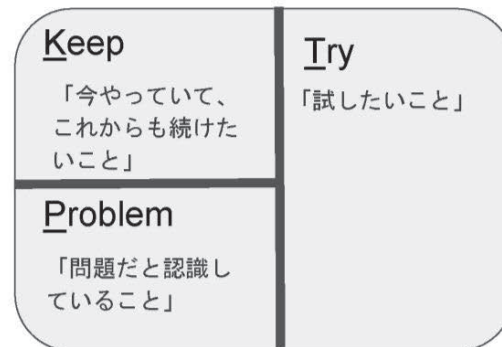 Keep
「今やっていて、
これからも続けた
いこと」
Problem
「問題だと認識し
ていること」
Try
「試したいこと」